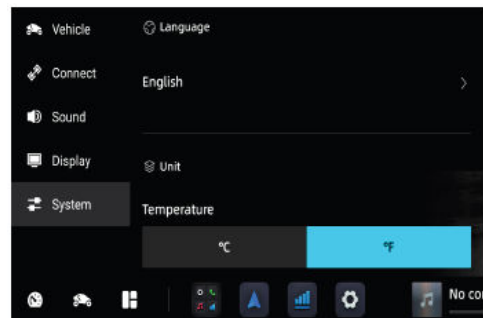 Vehicle
Connect
Sound
Display
System
Language
English
Unit
Temperature
°C
°F
No co